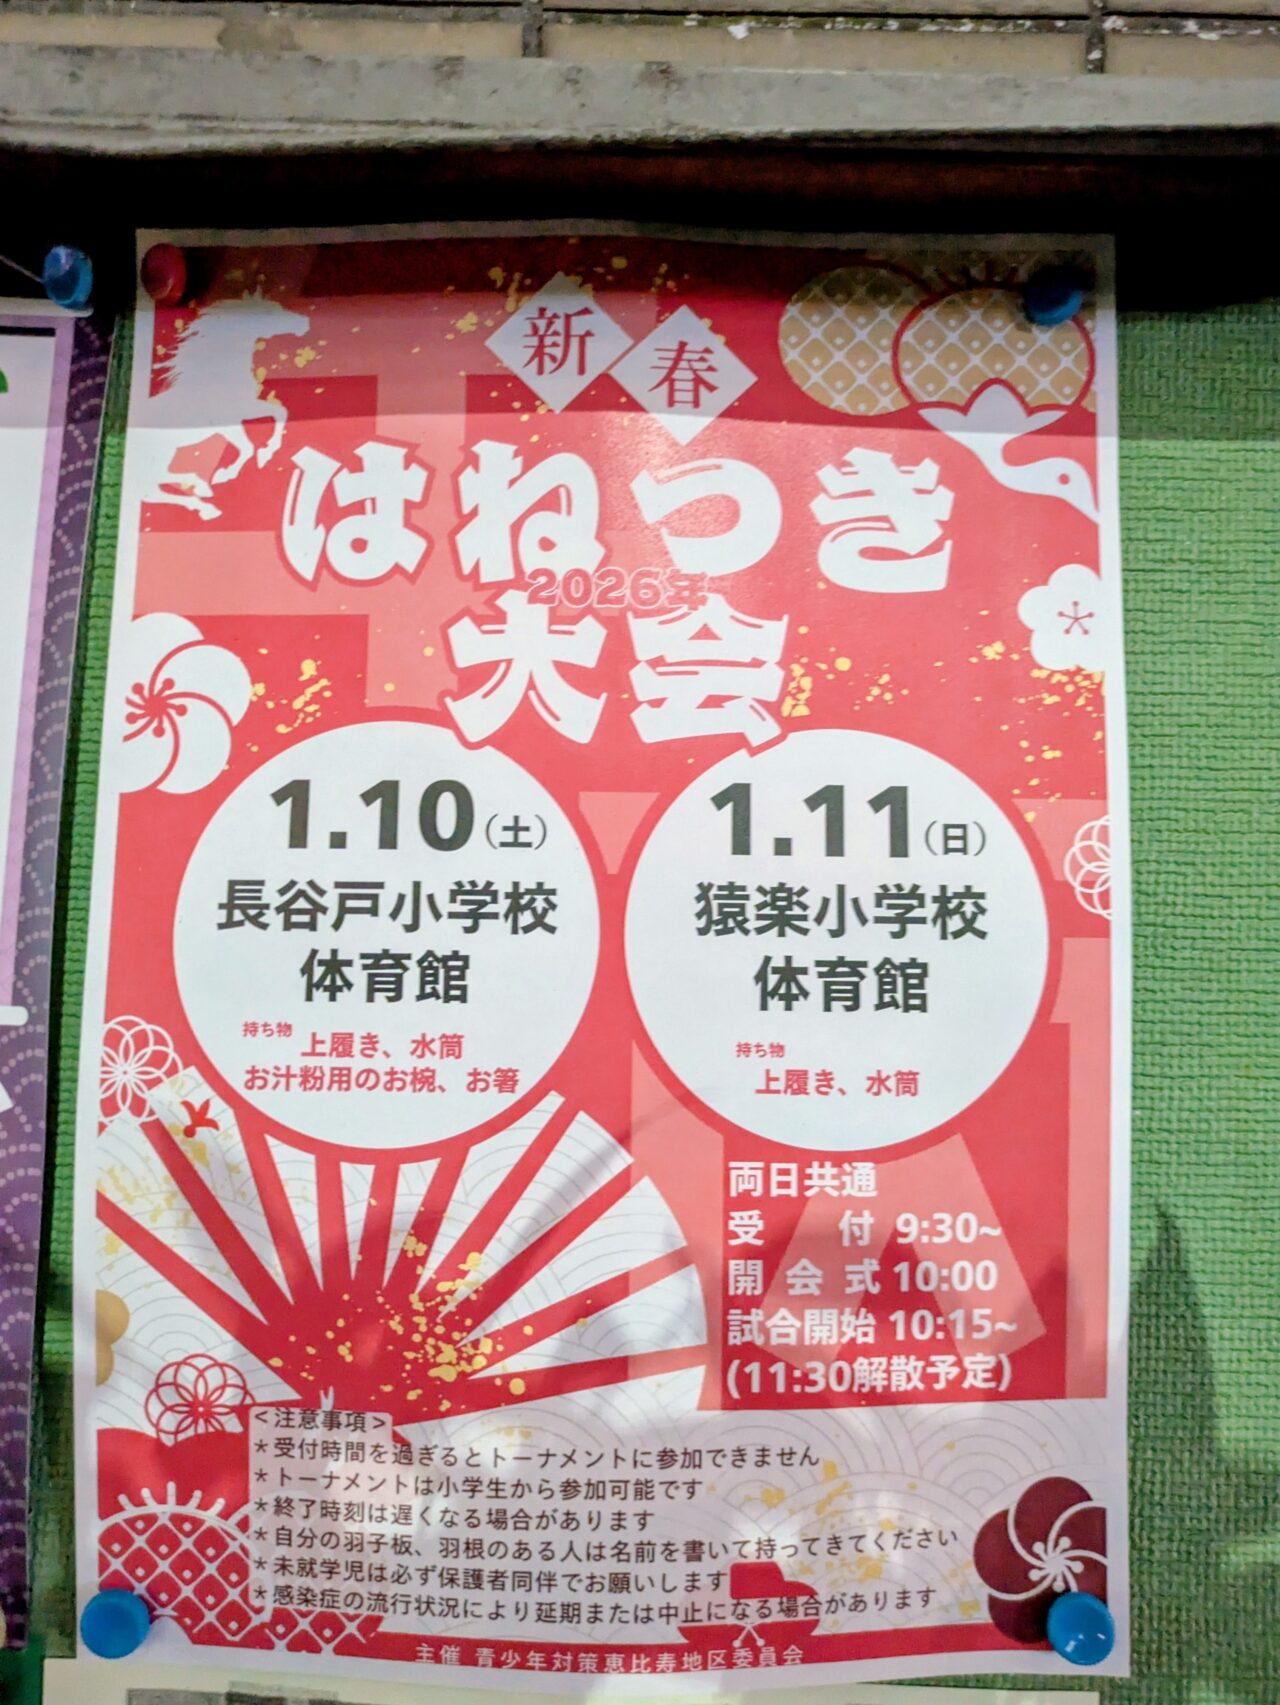 新春
はねつき
2026年
大会
1.10(土)
長谷戸小学校
体育館
持ち物 上履き、水筒
お汁粉用のお椀、お箸
1.11(日)
猿楽小学校
体育館
持ち物
上履き、水筒
両日共通
受付 9:30~
開会式 10:00
試合開始 10:15~
(11:30解散予定)
<注意事項>
*受付時間を過ぎるとトーナメントに参加できません
*トーナメントは小学生から参加可能です
*終了時刻は遅くなる場合があります
*自分の羽子板、羽根のある人は名前を書いて持ってきてください
*未就学児は必ず保護者同伴でお願いします
*感染症の流行状況により延期または中止になる場合があります
主催 青少年対策恵比寿地区委員会